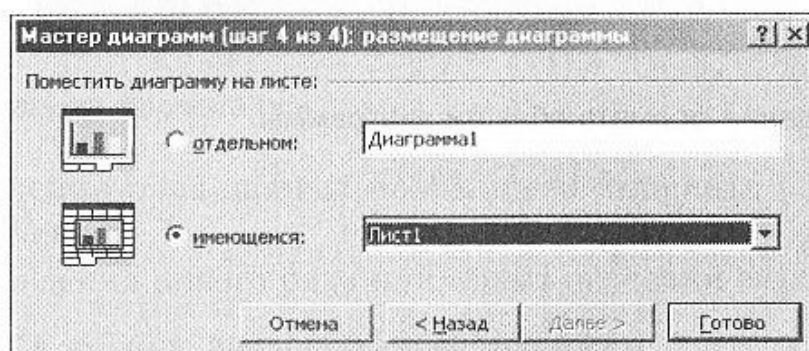 Мастер диаграмм (шаг 4 из 4): размещение диаграммы
Поместить диаграмму на листе:
отдельном: Диаграмма1
имеющемся: Лист1
Отмена < Назад Далее > Готово